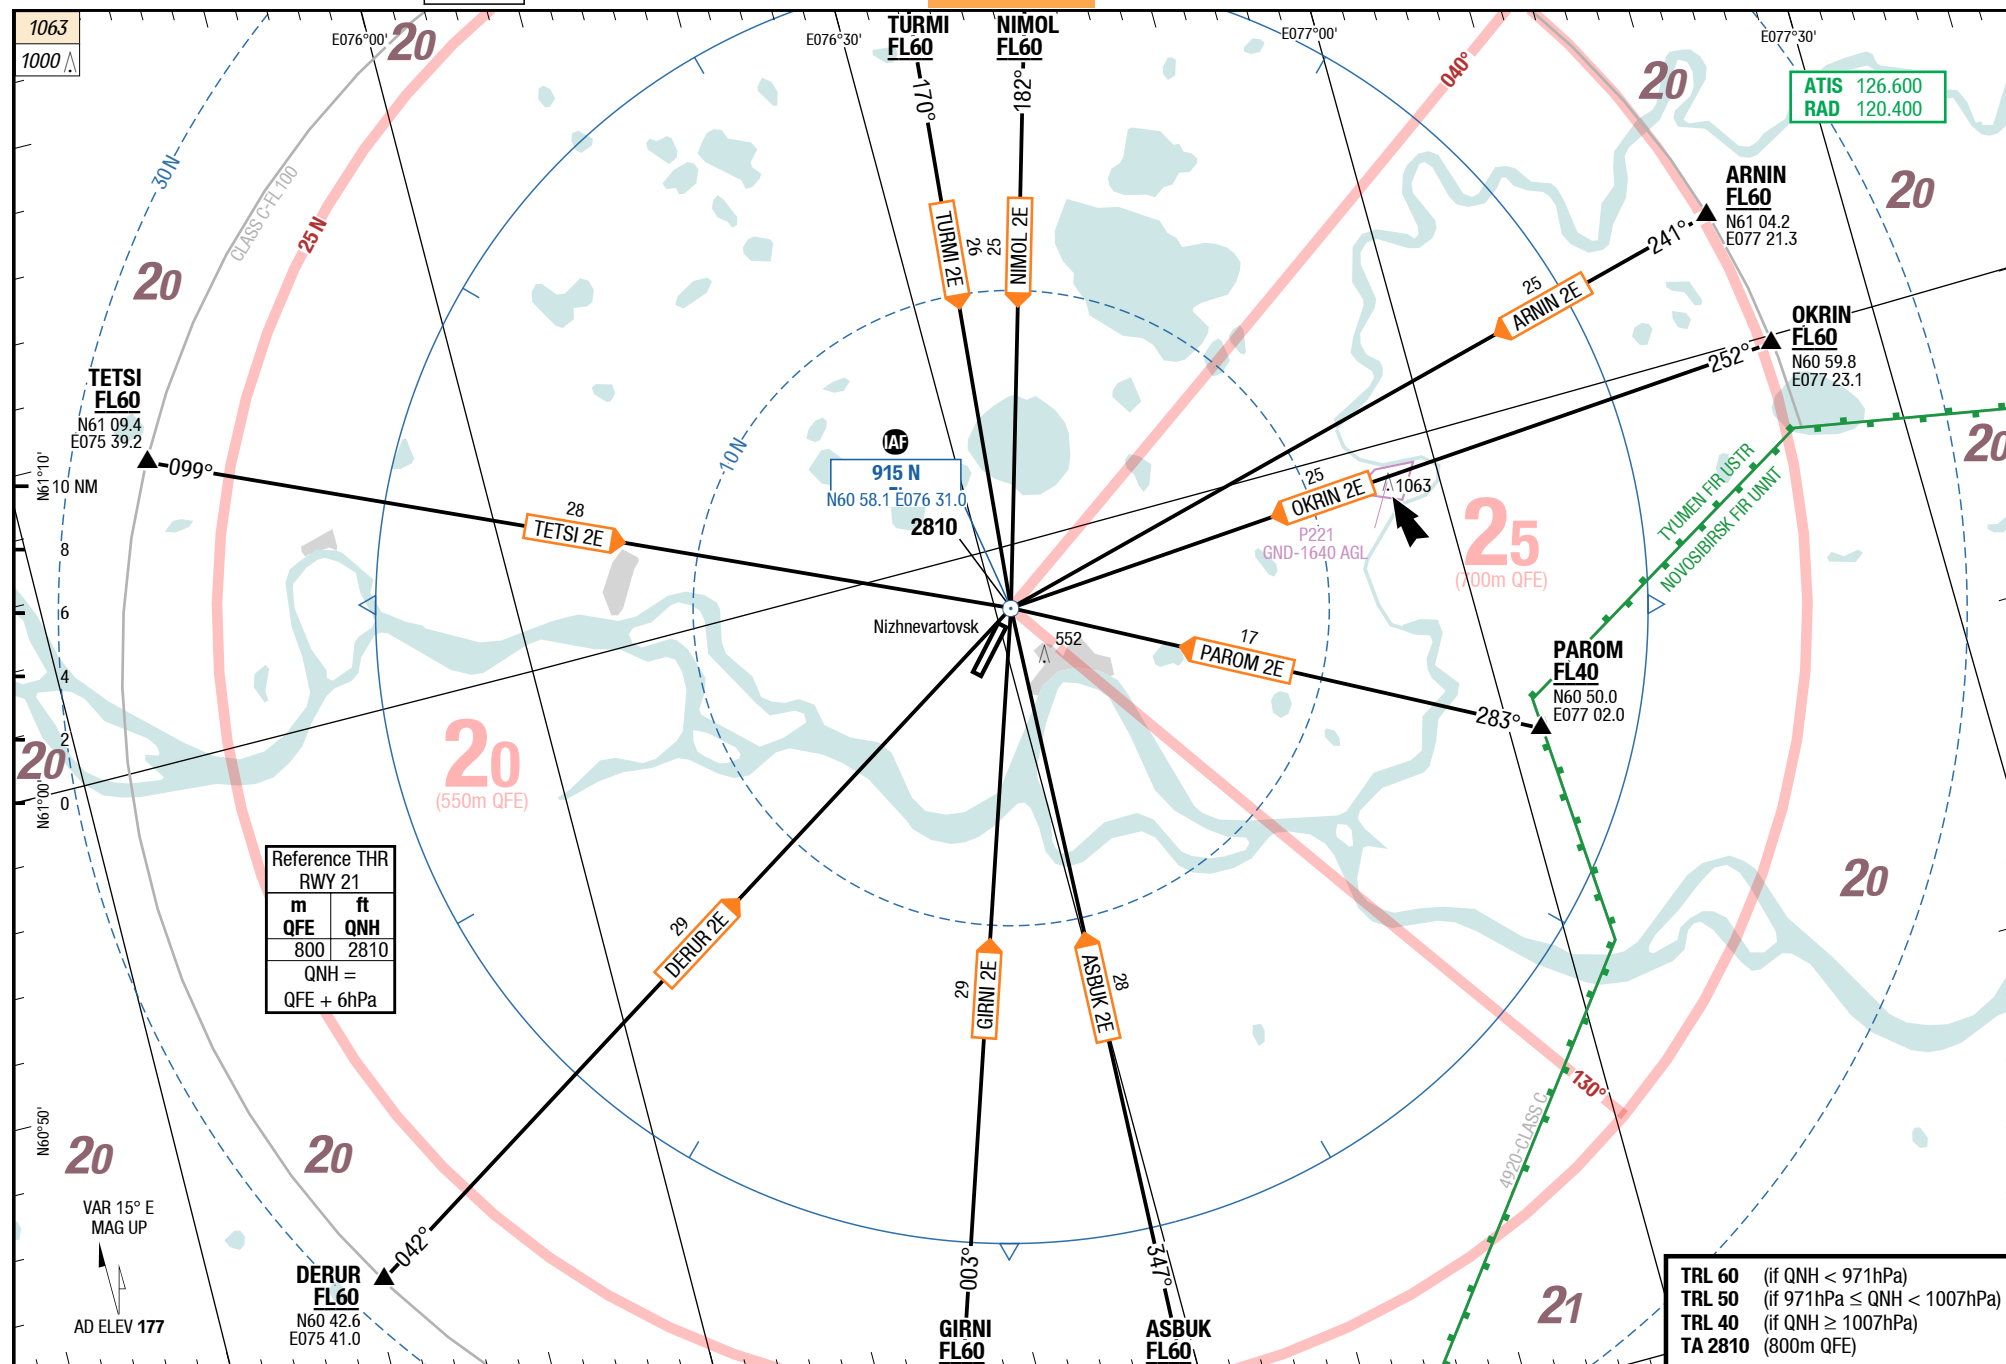 1063
1000
E076°00'
20
E076°30'
TURMI
FL60
NIMOL
FL60
E077°00'
E077°30'
040°
20
ATIS 126.600
RAD 120.400
170°
182°
30N
CLASS C-FL 100
25 N
20
20
ARNIN
FL60
N61 04.2
E077 21.3
241°
TURMI 2E
26
25
NIMOL 2E
25
ARNIN 2E
OKRIN
FL60
N60 59.8
E077 23.1
252°
TETSI
FL60
N61 09.4
E075 39.2
099°
N61°10'
10 NM
8
6
4
2
0
N61°00'
10N
IAF
915 N
N60 58.1 E076 31.0
2810
28
TETSI 2E
25
OKRIN 2E
1063
P221
GND-1640 AGL
25
(700m QFE)
TYUMEN FIR USTR
NOVOSIBIRSK FIR UNNT
20
Nizhnevartovsk
552
17
PAROM 2E
283°
PAROM
FL40
N60 50.0
E077 02.0
20
20
(550m QFE)
Reference THR
RWY 21
m ft
QFE QNH
800 2810
QNH =
QFE + 6hPa
29
DERUR 2E
29
GIRNI 2E
ASBUK 2E
28
20
130°
4920-CLASS C
N60°50'
20
20
VAR 15° E
MAG UP
AD ELEV 177
042°
DERUR
FL60
N60 42.6
E075 41.0
003°
347°
GIRNI
FL60
ASBUK
FL60
21
TRL 60 (if QNH < 971hPa)
TRL 50 (if 971hPa ≤ QNH < 1007hPa)
TRL 40 (if QNH ≥ 1007hPa)
TA 2810 (800m QFE)